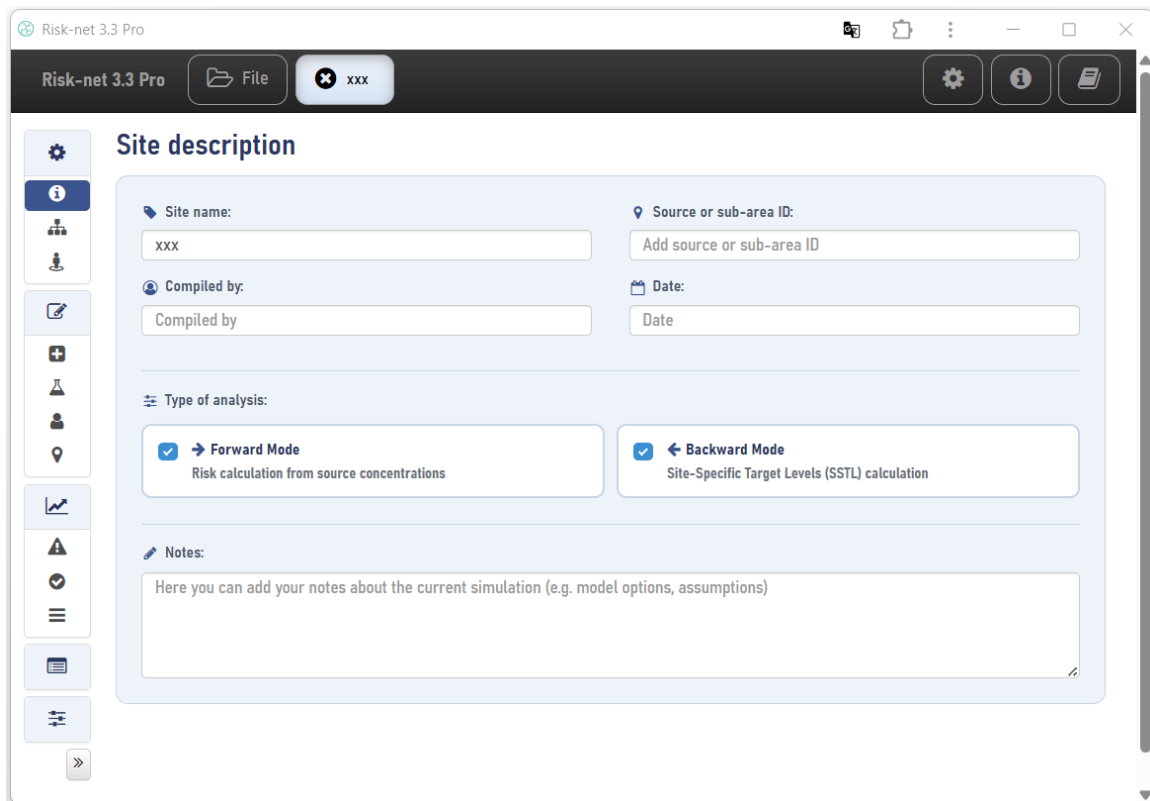 Risk-net 3.3 Pro
Risk-net 3.3 Pro
File
xxx
Site description
Site name:
Source or sub-area ID:
xxx
Add source or sub-area ID
Compiled by:
Date:
Compiled by
Date
Type of analysis:
Forward Mode
Risk calculation from source concentrations
Backward Mode
Site-Specific Target Levels (SSTL) calculation
Notes:
Here you can add your notes about the current simulation (e.g. model options, assumptions)